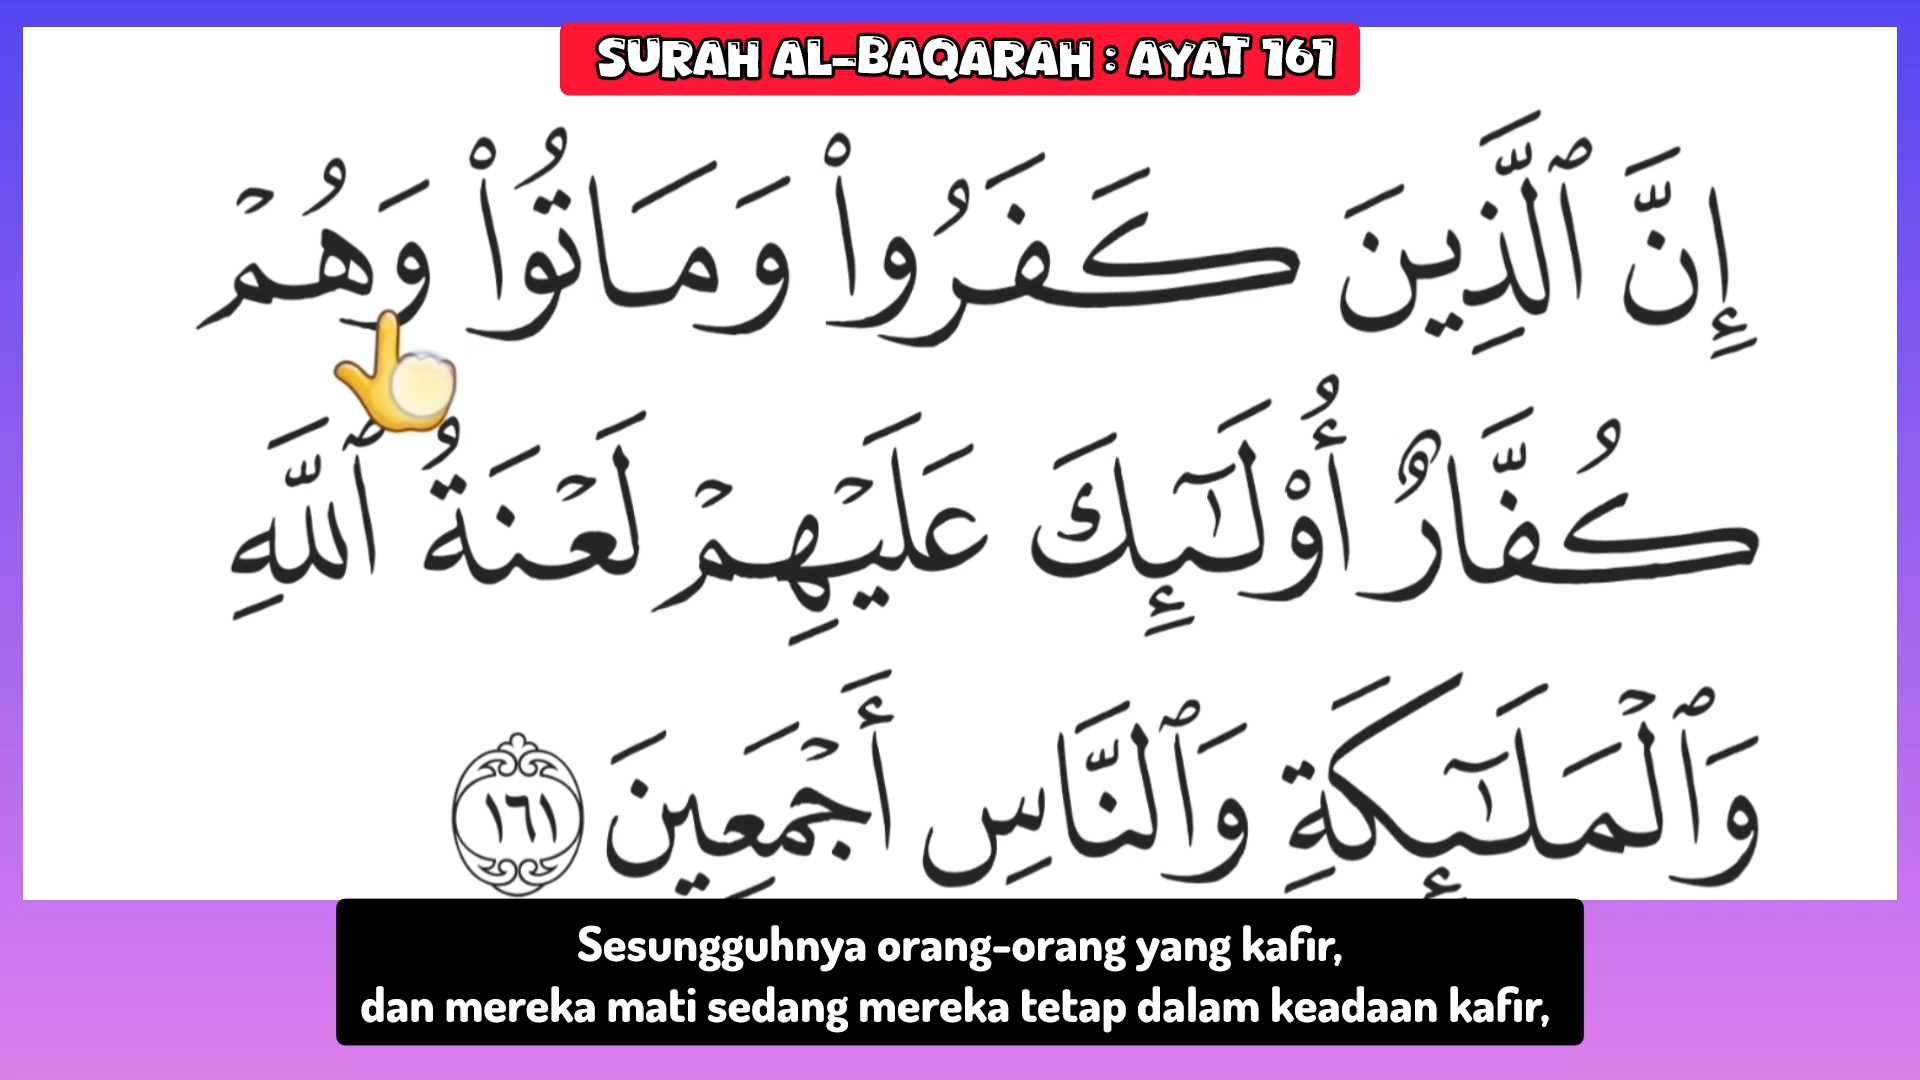 SURAH AL-BAQARAH : AYAT 161
إِنَّ ٱلَّذِينَ كَفَرُوا۟ وَمَاتُوا۟ وَهُمْ
كُفَّارٌ أُو۟لَـٰٓئِكَ عَلَيْهِمْ لَعْنَةُ ٱللَّهِ
وَٱلْمَلَـٰٓئِكَةِ وَٱلنَّاسِ أَجْمَعِينَ ١٦١
Sesungguhnya orang-orang yang kafir,
dan mereka mati sedang mereka tetap dalam keadaan kafir,